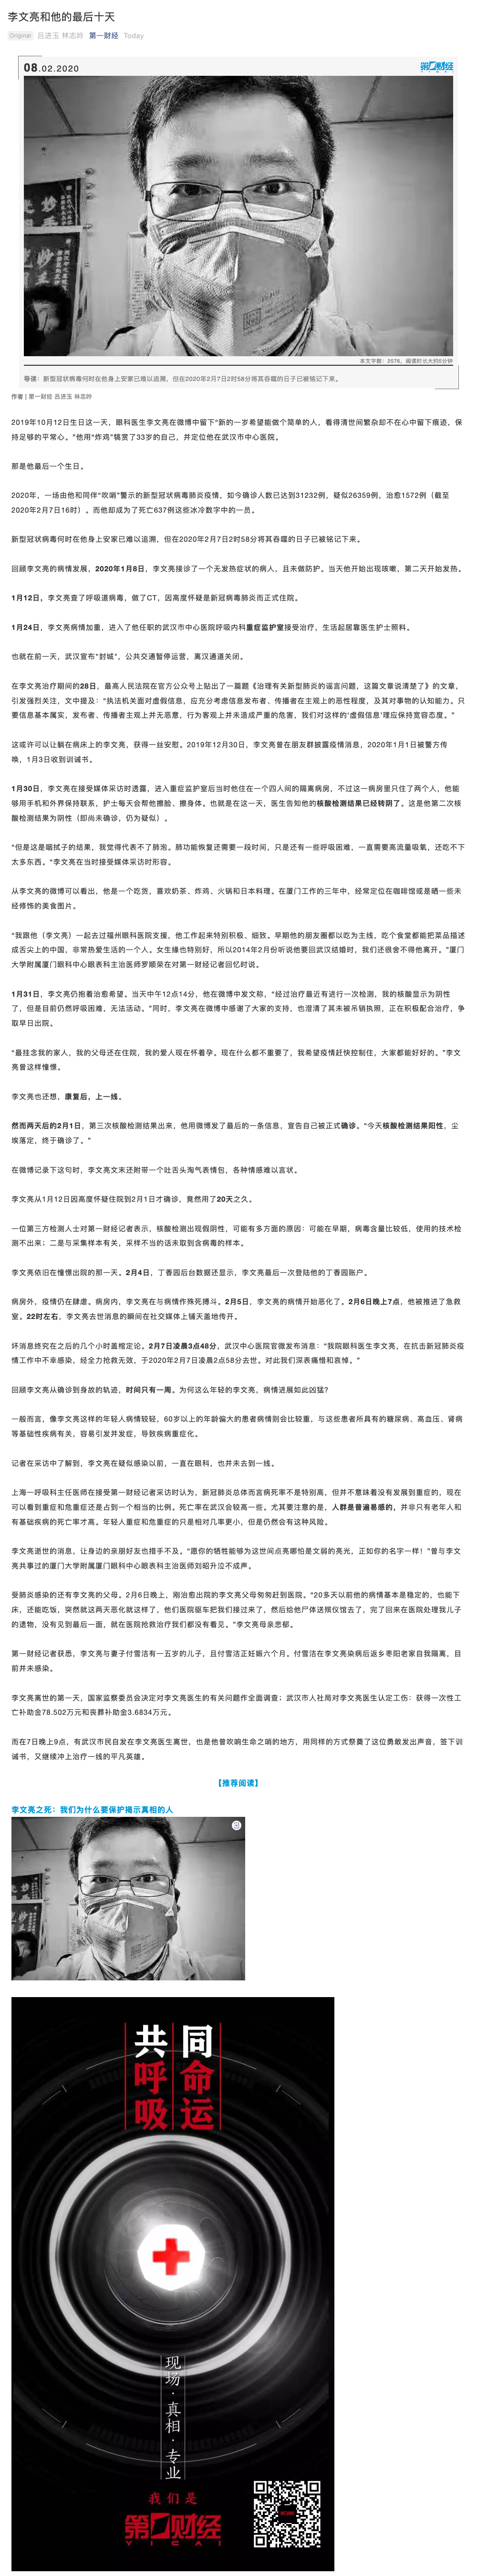 李文亮和他的最后十天
Original 吕进玉 林志吟 第一财经 Today
08.02.2020
第一财经
本文字数：2576，阅读时长大约5分钟
导读：新型冠状病毒何时在他身上安家已难以追溯，但在2020年2月7日2时58分将其吞噬的日子已被铭记下来。
作者 | 第一财经 吕进玉 林志吟
2019年10月12日生日这一天，眼科医生李文亮在微博中留下"新的一岁希望能做个简单的人，看得清世间繁杂却不在心中留下痕迹，保
持足够的平常心。"他用"炸鸡"犒赏了33岁的自己，并定位他在武汉市中心医院。
那是他最后一个生日。
2020年，一场由他和同伴"吹哨"警示的新型冠状病毒肺炎疫情，如今确诊人数已达到31232例，疑似26359例，治愈1572例（截至
2020年2月7日16时）。而他却成为了死亡637例这些冰冷数字中的一员。
新型冠状病毒何时在他身上安家已难以追溯，但在2020年2月7日2时58分将其吞噬的日子已被铭记下来。
回顾李文亮的病情发展，2020年1月8日，李文亮接诊了一个无发热症状的病人，且未做防护。当天他开始出现咳嗽，第二天开始发热。
1月12日，李文亮查了呼吸道病毒，做了CT，因高度怀疑是新冠病毒肺炎而正式住院。
1月24日，李文亮病情加重，进入了他任职的武汉市中心医院呼吸内科重症监护室接受治疗，生活起居靠医生护士照料。
也就在前一天，武汉宣布"封城"，公共交通暂停运营，离汉通道关闭。
在李文亮治疗期间的28日，最高人民法院在官方公众号上贴出了一篇题《治理有关新型肺炎的谣言问题，这篇文章说清楚了》的文章，
引发强烈关注，文中提及："执法机关面对虚假信息，应充分考虑信息发布者、传播者在主观上的恶性程度，及其对事物的认知能力。只
要信息基本属实，发布者、传播者主观上并无恶意，行为客观上并未造成严重的危害，我们对这样的'虚假信息'理应保持宽容态度。"
这或许可以让躺在病床上的李文亮，获得一丝安慰。2019年12月30日，李文亮曾在朋友群披露疫情消息，2020年1月1日被警方传
唤，1月3日收到训诫书。
1月30日，李文亮在接受媒体采访时透露，进入重症监护室后当时他住在一个四人间的隔离病房，不过这一病房里只住了两个人，他能
够用手机和外界保持联系，护士每天会帮他擦脸、擦身体。也就是在这一天，医生告知他的核酸检测结果已经转阴了。这是他第二次核
酸检测结果为阴性（即尚未确诊，仍为疑似）。
"但是这是咽拭子的结果，我觉得代表不了肺泡。肺功能恢复还需要一段时间，只是还有一些呼吸困难，一直需要高流量吸氧，还吃不下
太多东西。"李文亮在当时接受媒体采访时形容。
从李文亮的微博可以看出，他是一个吃货，喜欢奶茶、炸鸡、火锅和日本料理。在厦门工作的三年中，经常定位在咖啡馆或是晒一些未
经修饰的美食图片。
"我跟他（李文亮）一起去过福州眼科医院支援，他工作起来特别积极、细致。早期他的朋友圈都以吃为主线，吃个食堂都能把菜品描述
成舌尖上的中国，非常热爱生活的一个人。女生缘也特别好，所以2014年2月份听说他要回武汉结婚时，我们还很舍不得他离开。"厦门
大学附属厦门眼科中心眼表科主治医师罗顺荣在对第一财经记者回忆时说。
1月31日，李文亮仍抱着治愈希望。当天中午12点14分，他在微博中发文称，"经过治疗最近有进行一次检测，我的核酸显示为阴性
了，但是目前仍然呼吸困难，无法活动。"同时，李文亮在微博中感谢了大家的支持，也澄清了其未被吊销执照，正在积极配合治疗，争
取早日出院。
"最挂念我的家人，我的父母还在住院，我的爱人现在怀着孕。现在什么都不重要了，我希望疫情赶快控制住，大家都能好好的。"李文
亮曾这样憧憬。
李文亮也还想，康复后，上一线。
然而两天后的2月1日，第三次核酸检测结果出来，他用微博发了最后的一条信息，宣告自己被正式确诊。"今天核酸检测结果阳性，尘
埃落定，终于确诊了。"
在微博记录下这句时，李文亮文末还附带一个吐舌头淘气表情包，各种情感难以言状。
李文亮从1月12日因高度怀疑住院到2月1日才确诊，竟然用了20天之久。
一位第三方检测人士对第一财经记者表示，核酸检测出现假阴性，可能有多方面的原因：可能在早期，病毒含量比较低，使用的技术检
测不出来；二是与采集样本有关，采样不当的话未取到含病毒的样本。
李文亮依旧在憧憬出院的那一天。2月4日，丁香园后台数据还显示，李文亮最后一次登陆他的丁香园账户。
病房外，疫情仍在肆虐。病房内，李文亮在与病情作殊死搏斗。2月5日，李文亮的病情开始恶化了。2月6日晚上7点，他被推进了急救
室。22时左右，李文亮去世消息的瞬间在社交媒体上铺天盖地传开。
坏消息终究在之后的几个小时盖棺定论。2月7日凌晨3点48分，武汉中心医院官微发布消息："我院眼科医生李文亮，在抗击新冠肺炎疫
情工作中不幸感染，经全力抢救无效，于2020年2月7日凌晨2点58分去世。对此我们深表痛惜和哀悼。"
回顾李文亮从确诊到身故的轨迹，时间只有一周。为何这么年轻的李文亮，病情进展如此凶猛？
一般而言，像李文亮这样的年轻人病情较轻，60岁以上的年龄偏大的患者病情则会比较重，与这些患者所具有的糖尿病、高血压、肾病
等基础性疾病有关，容易引发并发症，导致疾病重症化。
记者在采访中了解到，李文亮在疑似感染以前，一直在眼科，也并未去到一线。
上海一呼吸科主任医师在接受第一财经记者采访时认为，新冠肺炎总体而言病死率不是特别高，但并不意味着没有发展到重症的，现在
可以看到重症和危重症还是占到一个相当的比例。死亡率在武汉会较高一些。尤其要注意的是，人群是普遍易感的，并非只有老年人和
有基础疾病的死亡率才高。年轻人重症和危重症的只是相对几率更小，但是仍然会有这种风险。
李文亮逝世的消息，让身边的亲朋好友也措手不及。"愿你的牺牲能够为这世间点亮哪怕是文弱的亮光，正如你的名字一样！"曾与李文
亮共事过的厦门大学附属厦门眼科中心眼表科主治医师刘昭升泣不成声。
受肺炎感染的还有李文亮的父母。2月6日晚上，刚治愈出院的李文亮父母匆匆赶到医院。"20多天以前他的病情基本是稳定的，也能下
床，还能吃饭，突然就这两天恶化就这样了，他们医院驱车把我们接过来了，然后给他尸体送殡仪馆去了，完了回来在医院处理我儿子
的遗物，没有见到最后一面，就在医院抢救治疗我们都没有看见。"李文亮母亲悲郁。
第一财经记者获悉，李文亮与妻子付雪洁有一五岁的儿子，且付雪洁正妊娠六个月。付雪洁在李文亮染病后返乡枣阳老家自我隔离，目
前并未感染。
李文亮离世的第一天，国家监察委员会决定对李文亮医生的有关问题作全面调查；武汉市人社局对李文亮医生认定工伤：获得一次性工
亡补助金78.502万元和丧葬补助金3.6834万元。
而在7日晚上9点，有武汉市民自发在李文亮医生离世，也是他曾吹响生命之哨的地方，用同样的方式祭奠了这位勇敢发出声音，签下训
诫书，又继续冲上治疗一线的平凡英雄。
【推荐阅读】
李文亮之死：我们为什么要保护揭示真相的人
共同
呼命
吸运
现场·真相·专业
我们是
第一财经
YICAI